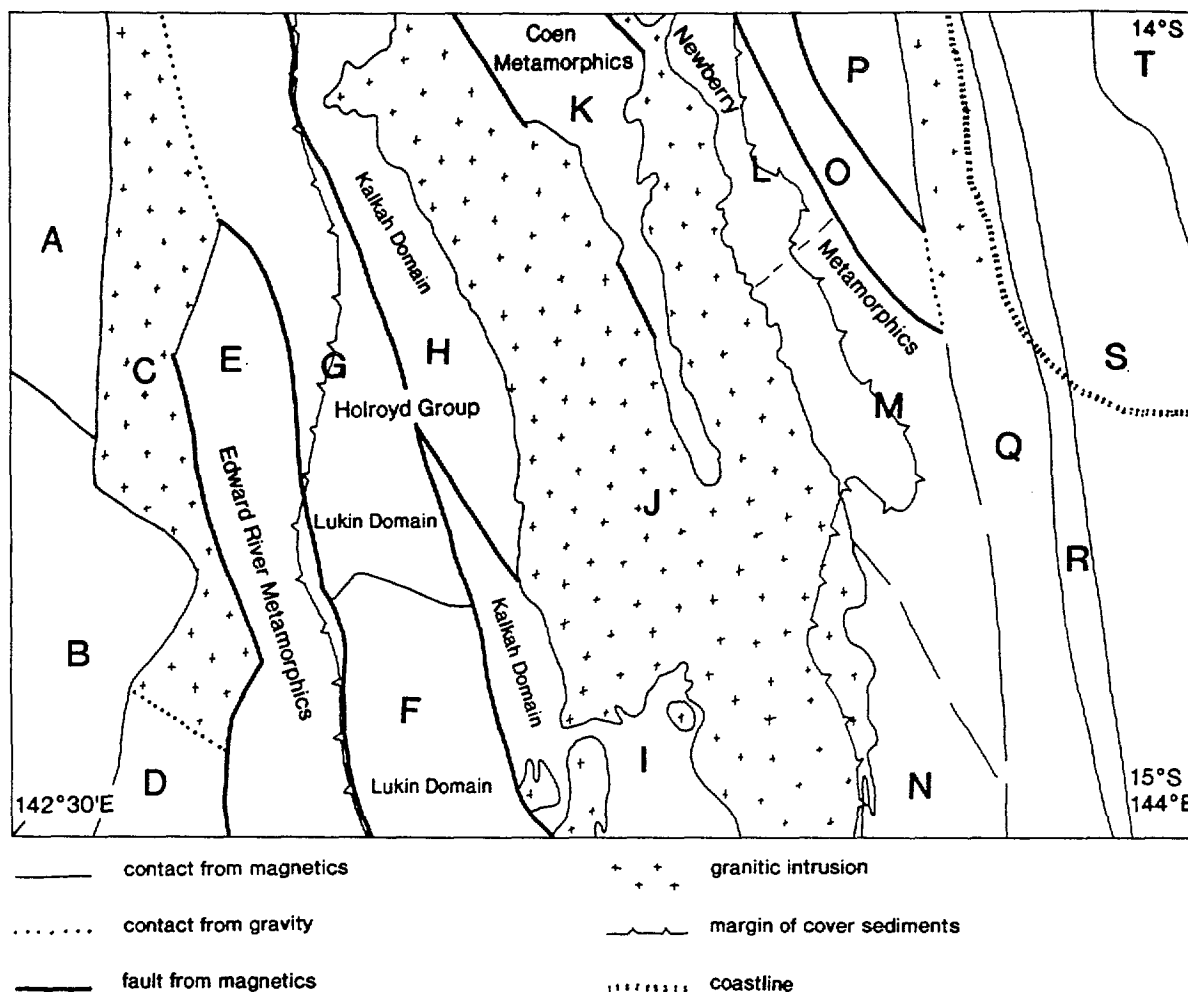 14°S
Coen
Metamorphics
Newberry
P
T
K
L
O
A
Kalkah Domain
Metamorphics
C
E
G
H
S
Holroyd Group
M
Q
Edward River Metamorphics
J
Lukin Domain
R
B
Kalkah Domain
F
I
D
Lukin Domain
N
15°S
142°30'E
144°E
contact from magnetics
granitic intrusion
contact from gravity
margin of cover sediments
fault from magnetics
coastline